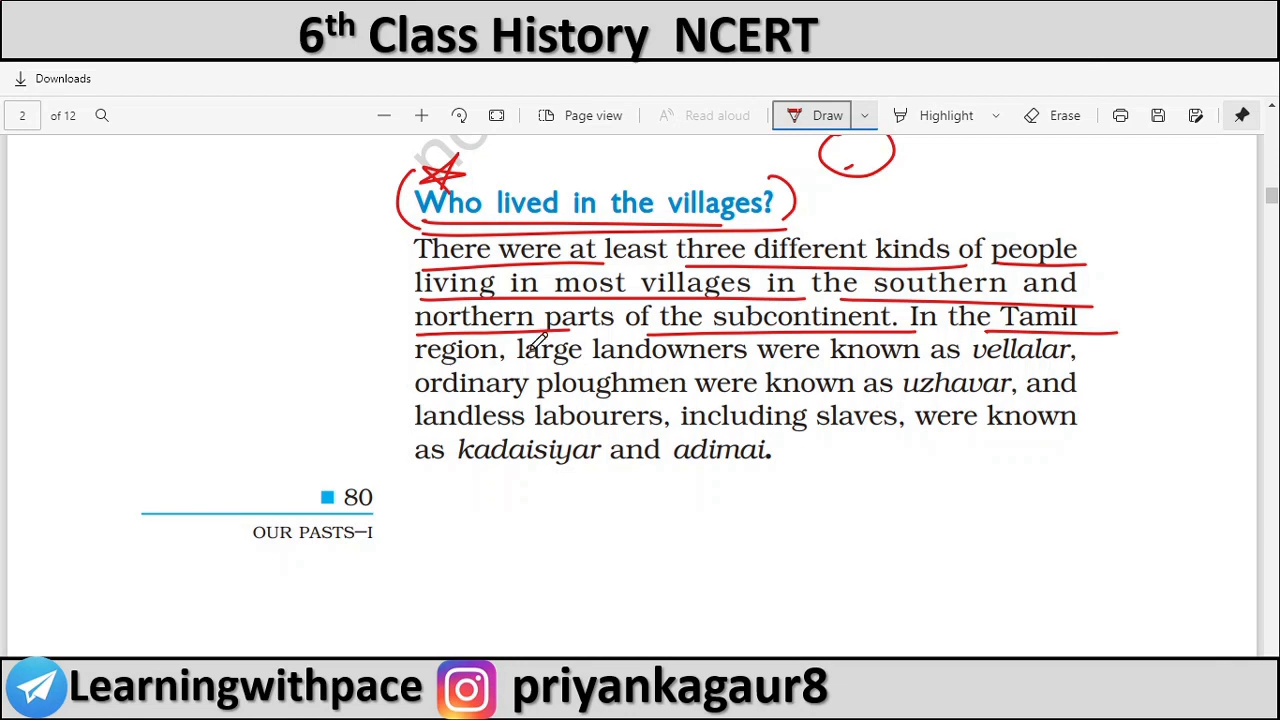 6th Class History NCERT
Downloads
2 of 12 Page view Read aloud Draw Highlight Erase
Who lived in the villages?
There were at least three different kinds of people
living in most villages in the southern and
northern parts of the subcontinent. In the Tamil
region, large landowners were known as vellalar,
ordinary ploughmen were known as uzhavar, and
landless labourers, including slaves, were known
as kadaisiyar and adimai.
80
OUR PASTS–I
Learningwithpace priyankagaur8